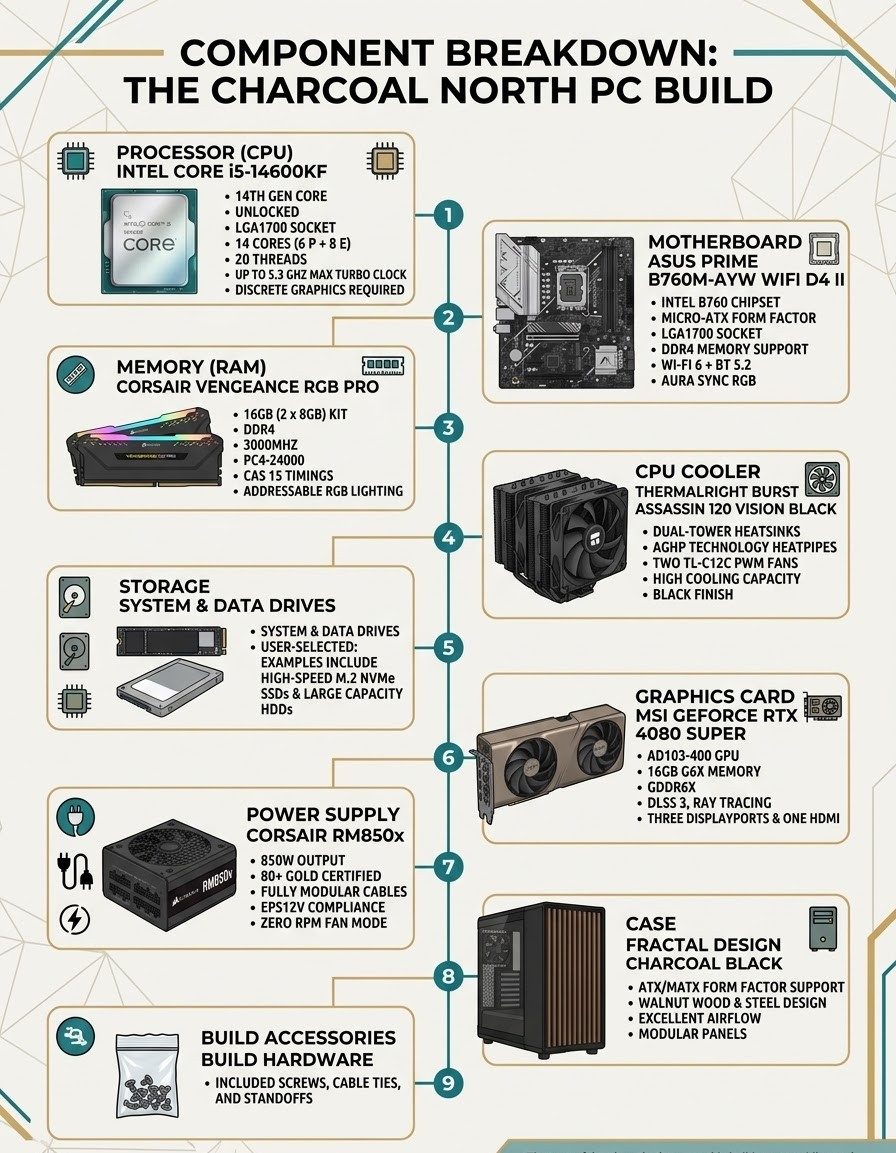 COMPONENT BREAKDOWN:
THE CHARCOAL NORTH PC BUILD
PROCESSOR (CPU)
INTEL CORE i5-14600KF
CORE
• 14TH GEN CORE
• UNLOCKED
• LGA1700 SOCKET
• 14 CORES (6 P + 8 E)
• 20 THREADS
• UP TO 5.3 GHZ MAX TURBO CLOCK
• DISCRETE GRAPHICS REQUIRED
1
MOTHERBOARD
ASUS PRIME
B760M-AYW WIFI D4 II
• INTEL B760 CHIPSET
• MICRO-ATX FORM FACTOR
• LGA1700 SOCKET
• DDR4 MEMORY SUPPORT
• WI-FI 6 + BT 5.2
• AURA SYNC RGB
2
MEMORY (RAM)
CORSAIR VENGEANCE RGB PRO
• 16GB (2 x 8GB) KIT
• DDR4
• 3000MHZ
• PC4-24000
• CAS 15 TIMINGS
• ADDRESSABLE RGB LIGHTING
3
CPU COOLER
THERMALRIGHT BURST
ASSASSIN 120 VISION BLACK
• DUAL-TOWER HEATSINKS
• AGHP TECHNOLOGY HEATPIPES
• TWO TL-C12C PWM FANS
• HIGH COOLING CAPACITY
• BLACK FINISH
4
STORAGE
SYSTEM & DATA DRIVES
• SYSTEM & DATA DRIVES
• USER-SELECTED:
EXAMPLES INCLUDE
HIGH-SPEED M.2 NVMe
SSDs & LARGE CAPACITY
HDDs
5
GRAPHICS CARD
MSI GEFORCE RTX
4080 SUPER
• AD103-400 GPU
• 16GB G6X MEMORY
• GDDR6X
• DLSS 3, RAY TRACING
• THREE DISPLAYPORTS & ONE HDMI
6
POWER SUPPLY
CORSAIR RM850x
RM850v
• 850W OUTPUT
• 80+ GOLD CERTIFIED
• FULLY MODULAR CABLES
• EPS12V COMPLIANCE
• ZERO RPM FAN MODE
7
CASE
FRACTAL DESIGN
CHARCOAL BLACK
• ATX/MATX FORM FACTOR SUPPORT
• WALNUT WOOD & STEEL DESIGN
• EXCELLENT AIRFLOW
• MODULAR PANELS
8
BUILD ACCESSORIES
BUILD HARDWARE
• INCLUDED SCREWS, CABLE TIES,
AND STANDOFFS
9